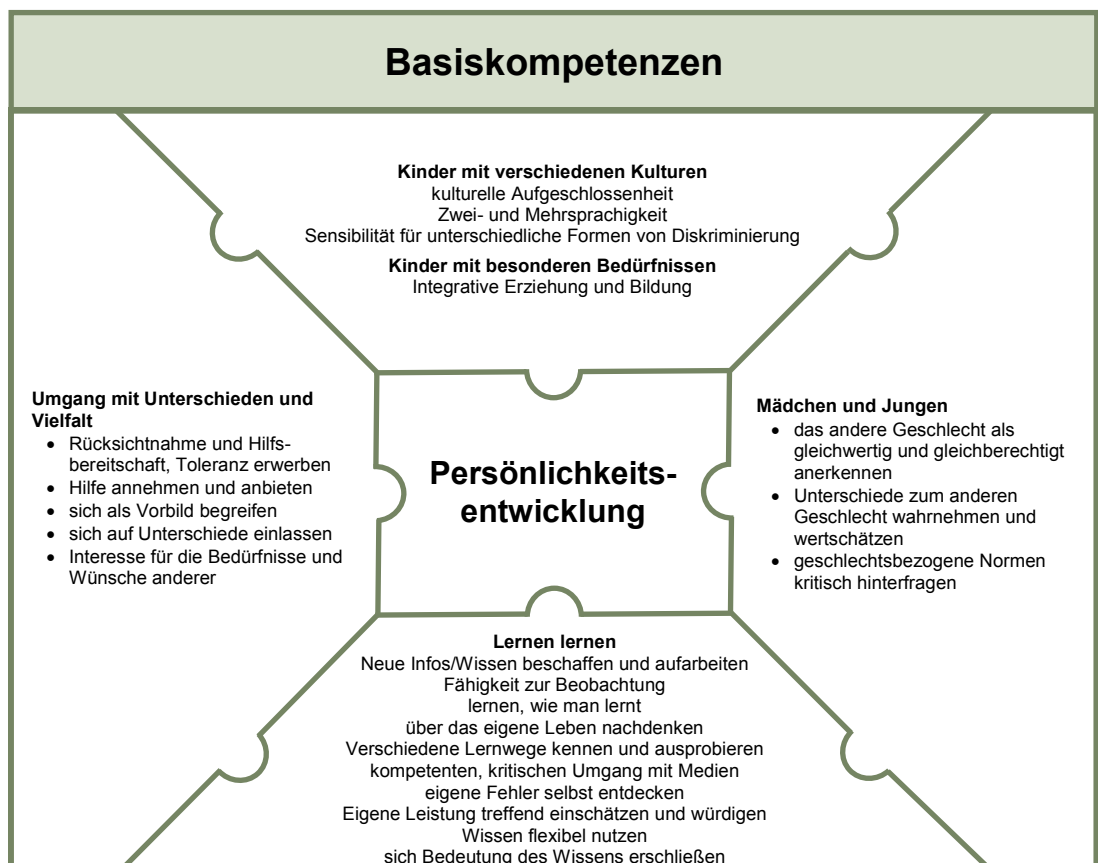 Basiskompetenzen
Kinder mit verschiedenen Kulturen
kulturelle Aufgeschlossenheit
Zwei- und Mehrsprachigkeit
Sensibilität für unterschiedliche Formen von Diskriminierung
Kinder mit besonderen Bedürfnissen
Integrative Erziehung und Bildung
Umgang mit Unterschieden und
Vielfalt
• Rücksichtnahme und Hilfs-
bereitschaft, Toleranz erwerben
• Hilfe annehmen und anbieten
• sich als Vorbild begreifen
• sich auf Unterschiede einlassen
• Interesse für die Bedürfnisse und
Wünsche anderer
Persönlichkeits-
entwicklung
Mädchen und Jungen
• das andere Geschlecht als
gleichwertig und gleichberechtigt
anerkennen
• Unterschiede zum anderen
Geschlecht wahrnehmen und
wertschätzen
• geschlechtsbezogene Normen
kritisch hinterfragen
Lernen lernen
Neue Infos/Wissen beschaffen und aufarbeiten
Fähigkeit zur Beobachtung
lernen, wie man lernt
über das eigene Leben nachdenken
Verschiedene Lernwege kennen und ausprobieren
kompetenten, kritischen Umgang mit Medien
eigene Fehler selbst entdecken
Eigene Leistung treffend einschätzen und würdigen
Wissen flexibel nutzen
sich Bedeutung des Wissens erschließen